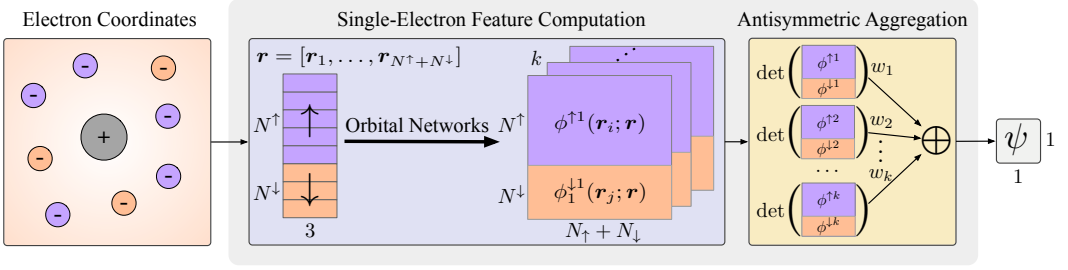 Electron Coordinates
Single-Electron Feature Computation
Antisymmetric Aggregation
- - - - - - - - +
r = [r₁, . . . , r_{N↑+N↓}]
N↑
↑
N↓
↓
3
Orbital Networks
k
⋰
N↑
ϕ↑¹(rᵢ; r)
N↓
ϕ₁↓¹(rⱼ; r)
N↑ + N↓
det(ϕ↑¹ ϕ↓¹) w₁
det(ϕ↑² ϕ↓²) w₂
⋮
...
det(ϕ↑ᵏ ϕ↓ᵏ) wₖ
⊕
ψ 1
1